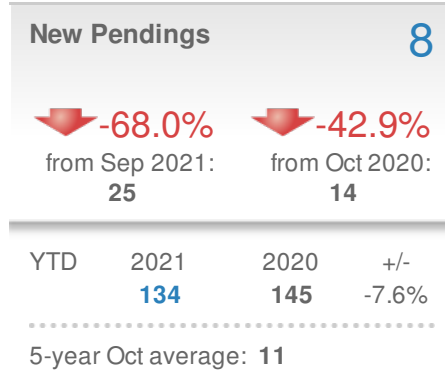 New Pendings 8
-68.0% -42.9%
from Sep 2021: from Oct 2020:
25 14
YTD 2021 2020 +/-
134 145 -7.6%
5-year Oct average: 11